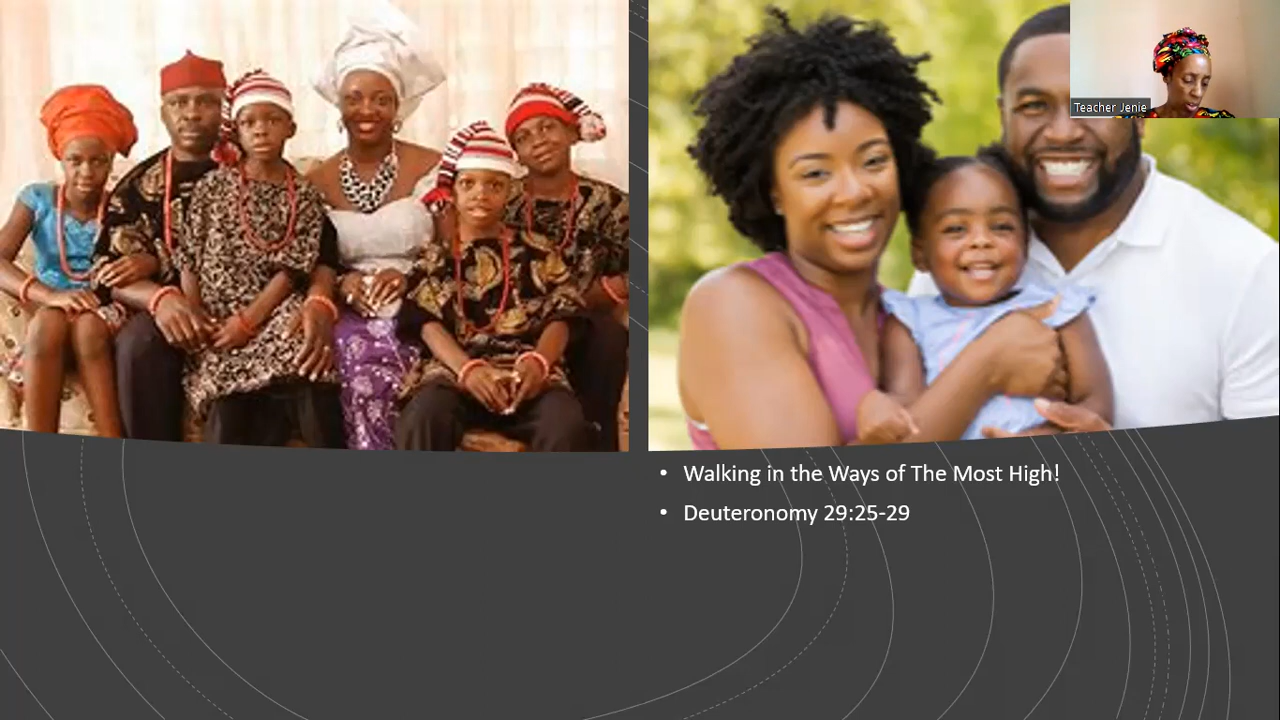 Teacher Jenie
• Walking in the Ways of The Most High!
• Deuteronomy 29:25-29